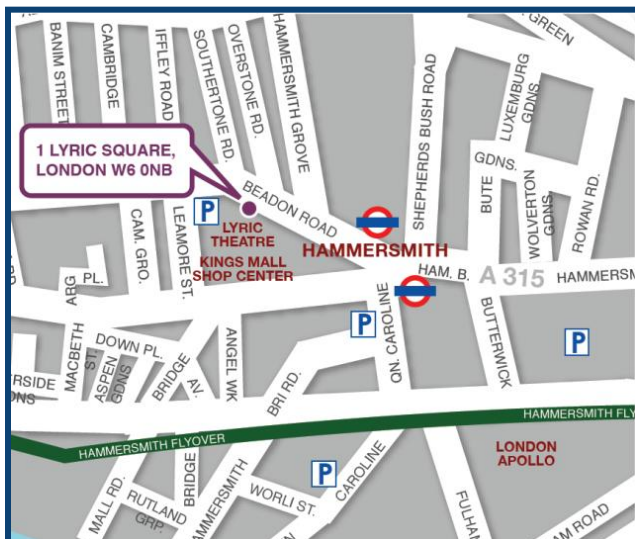 GREEN
BANIM STREET
CAMBRIDGE
IFFLEY ROAD
SOUTHERTONE RD.
OVERSTONE RD.
HAMMERSMITH GROVE
SHEPHERDS BUSH ROAD
LUXEMBURG
GDNS.
1 LYRIC SQUARE,
LONDON W6 0NB
GDNS.
BUTE
WOLVERTON
GDNS.
ROWAN RD.
P
BEADON ROAD
LYRIC
THEATRE
HAMMERSMITH
KINGS MALL
SHOP CENTER
CAM. GRO.
LEAMORE ST.
ARG
PL.
HAM. B.
A 315
HAMMERSM
P
QN. CAROLINE
BUTTERWICK
P
MACBETH
ST.
DOWN PL.
ASPEN
GDNS
BRIDGE
AV.
ANGEL WK
BRI RD.
ERSIDE
DNS
HAMMERSMITH FLYOVER
HAMMERSMITH FLY
LONDON
APOLLO
MALL RD.
RUTLAND
GRP.
BRIDGE
AMMERSMITH
WORLI ST.
P
CAROLINE
FULHAM
AM ROAD